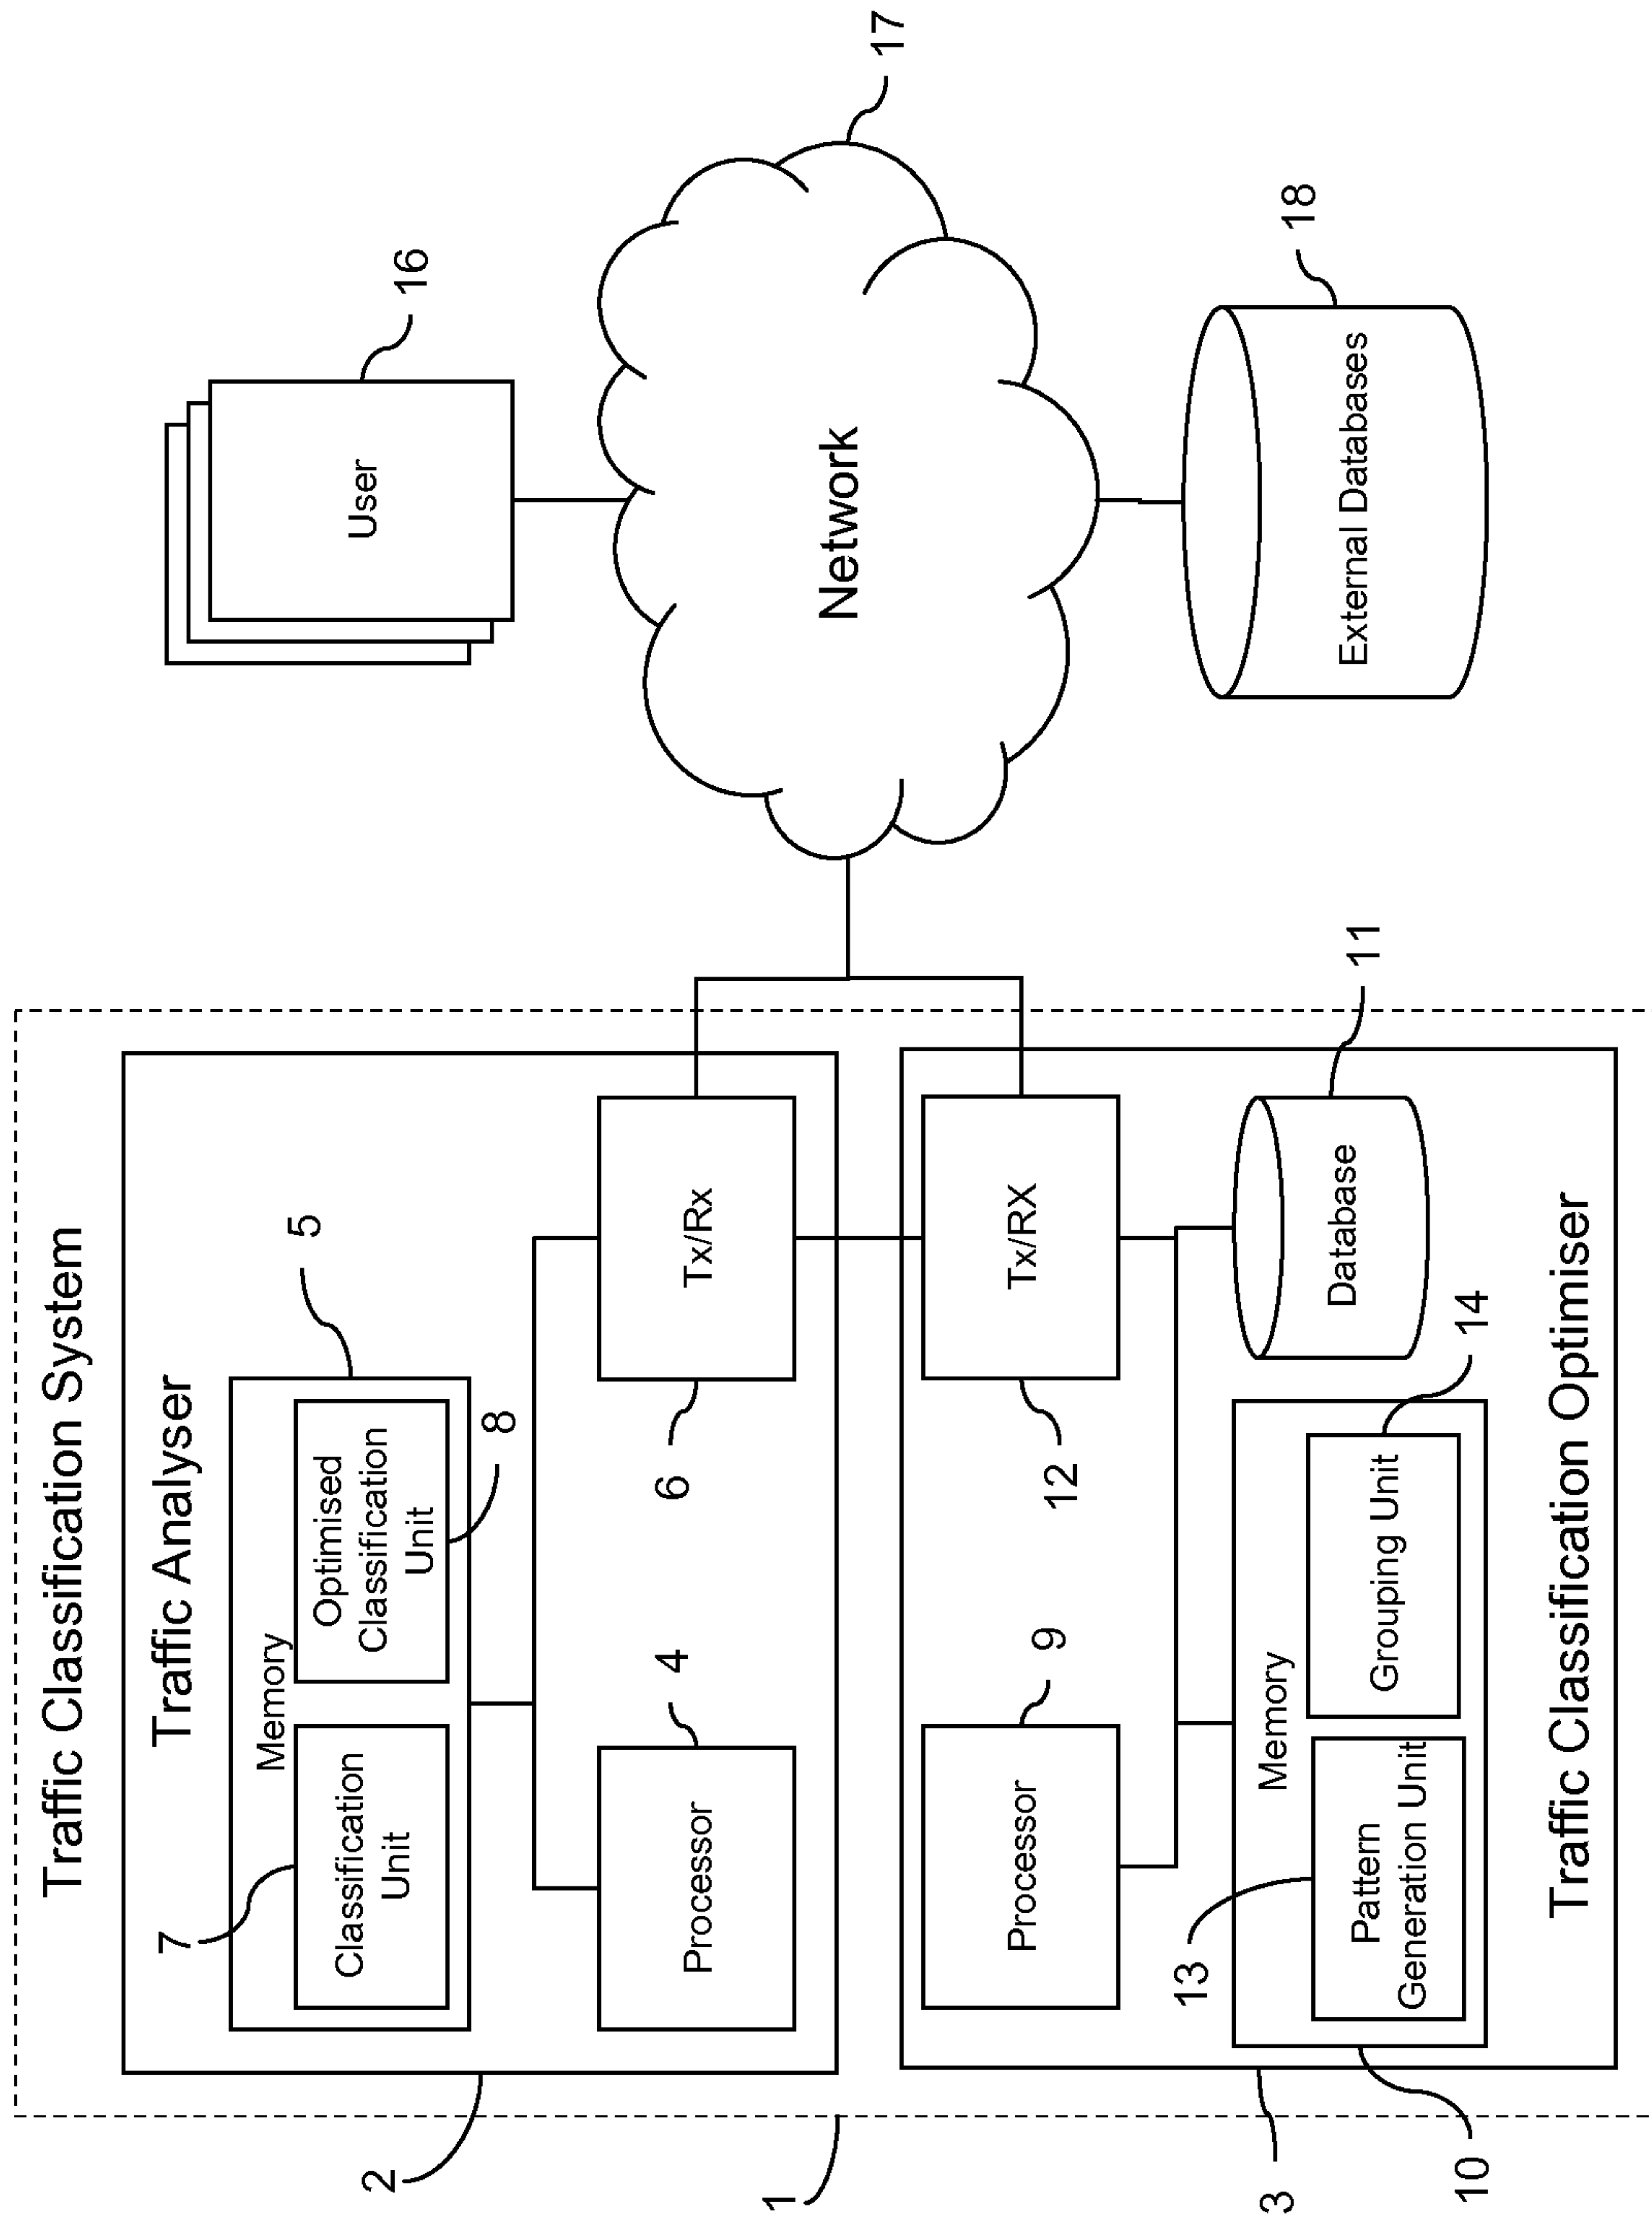 Traffic Classification System
Traffic Analyser
Memory
Classification
Unit
Optimised
Classification
Unit
7
8
5
Processor
4
Tx/Rx
6
2
1
Processor
9
Tx/RX
12
Memory
Pattern
Generation Unit
13
Grouping Unit
14
Database
11
Traffic Classification Optimiser
3
10
User
16
Network
17
External Databases
18